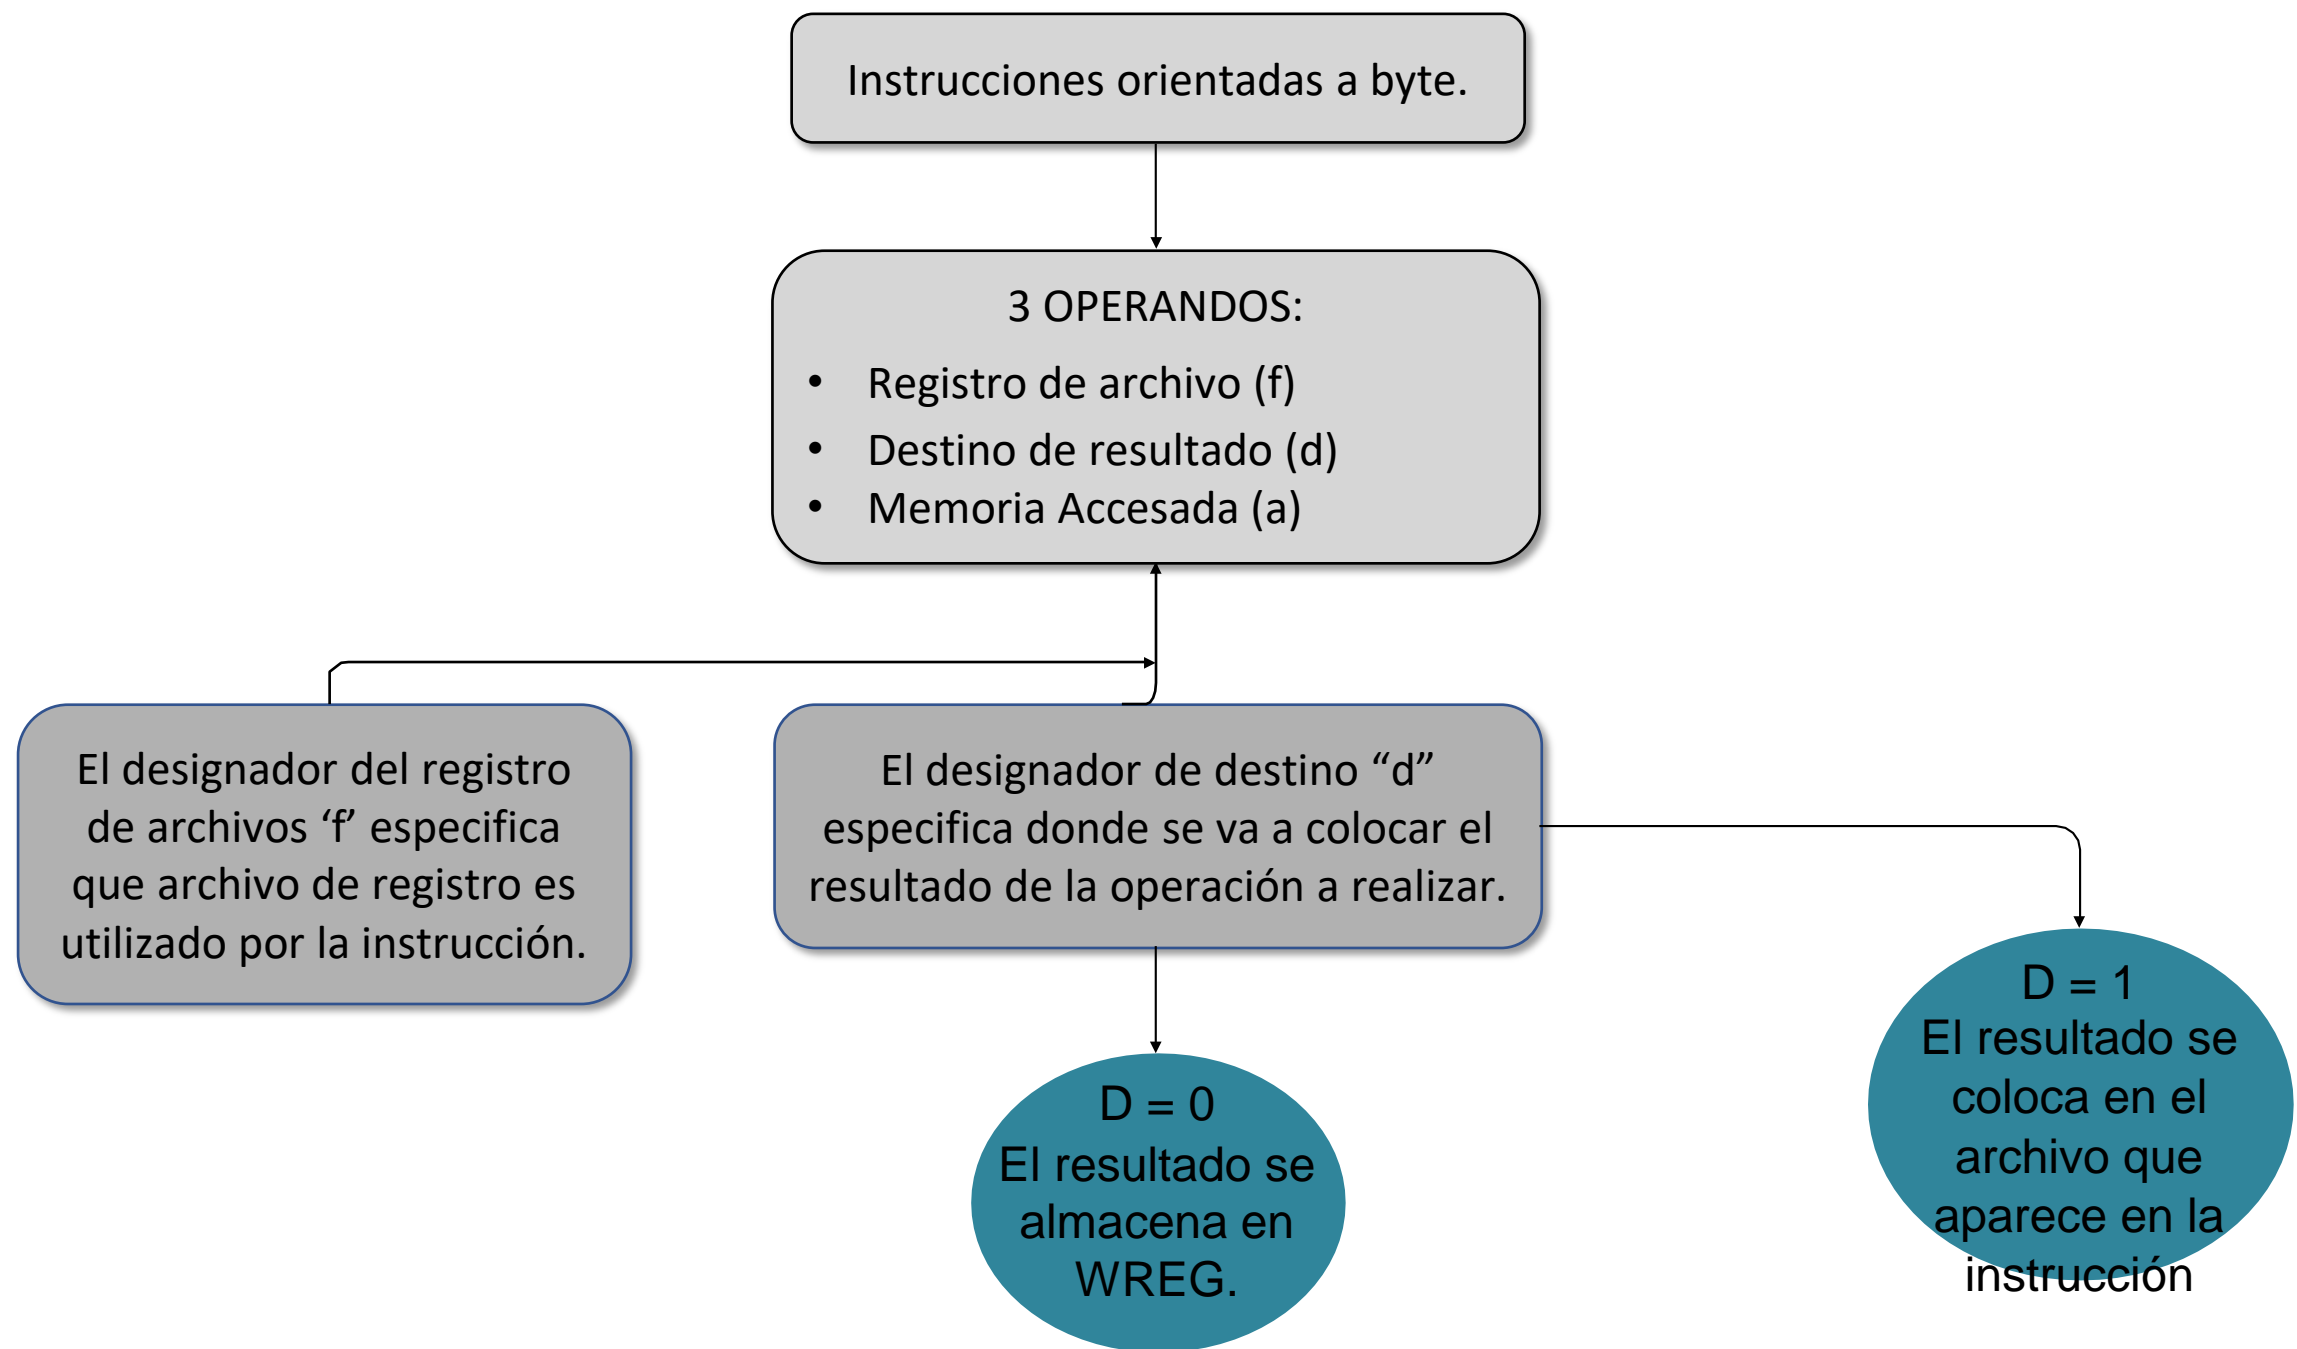 Instrucciones orientadas a byte.
3 OPERANDOS:
• Registro de archivo (f)
• Destino de resultado (d)
• Memoria Accesada (a)
El designador del registro
de archivos ‘f’ especifica
que archivo de registro es
utilizado por la instrucción.
El designador de destino “d”
especifica donde se va a colocar el
resultado de la operación a realizar.
D = 0
El resultado se
almacena en
WREG.
D = 1
El resultado se
coloca en el
archivo que
aparece en la
instrucción